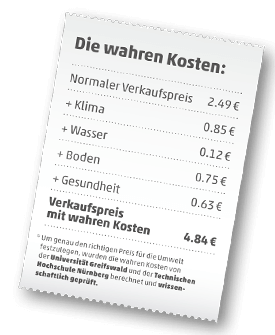 Die wahren Kosten:
Normaler Verkaufspreis 2.49 €
+ Klima 0.85 €
+ Wasser 0.12 €
+ Boden 0.75 €
+ Gesundheit 0.63 €
Verkaufspreis
mit wahren Kosten 4.84 €
* Um genau den richtigen Preis für die Umwelt
festzulegen, wurden die wahren Kosten von
der Universität Greifswald und der Technischen
Hochschule Nürnberg berechnet und wissen-
schaftlich geprüft.